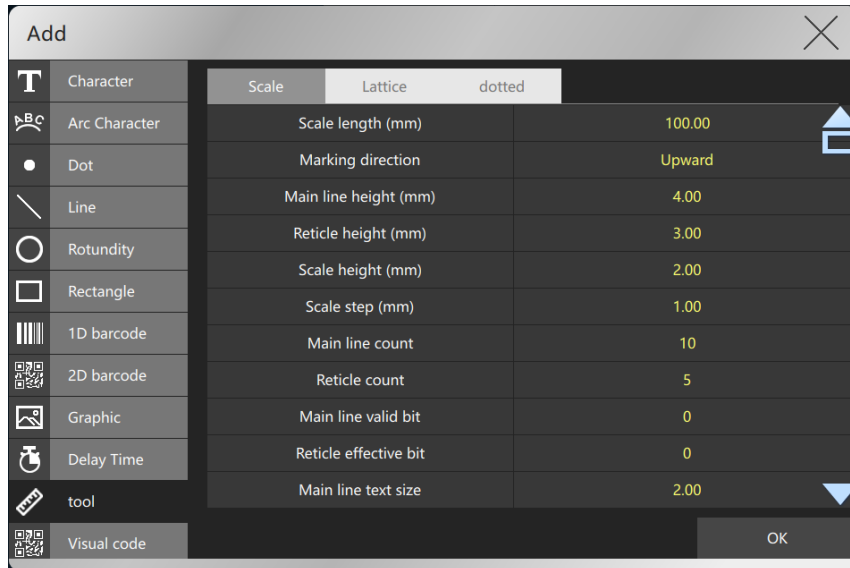 Add
T Character
ABC Arc Character
Dot
Line
Rotundity
Rectangle
1D barcode
2D barcode
Graphic
Delay Time
tool
Visual code
Scale Lattice dotted
Scale length (mm) 100.00
Marking direction Upward
Main line height (mm) 4.00
Reticle height (mm) 3.00
Scale height (mm) 2.00
Scale step (mm) 1.00
Main line count 10
Reticle count 5
Main line valid bit 0
Reticle effective bit 0
Main line text size 2.00
OK